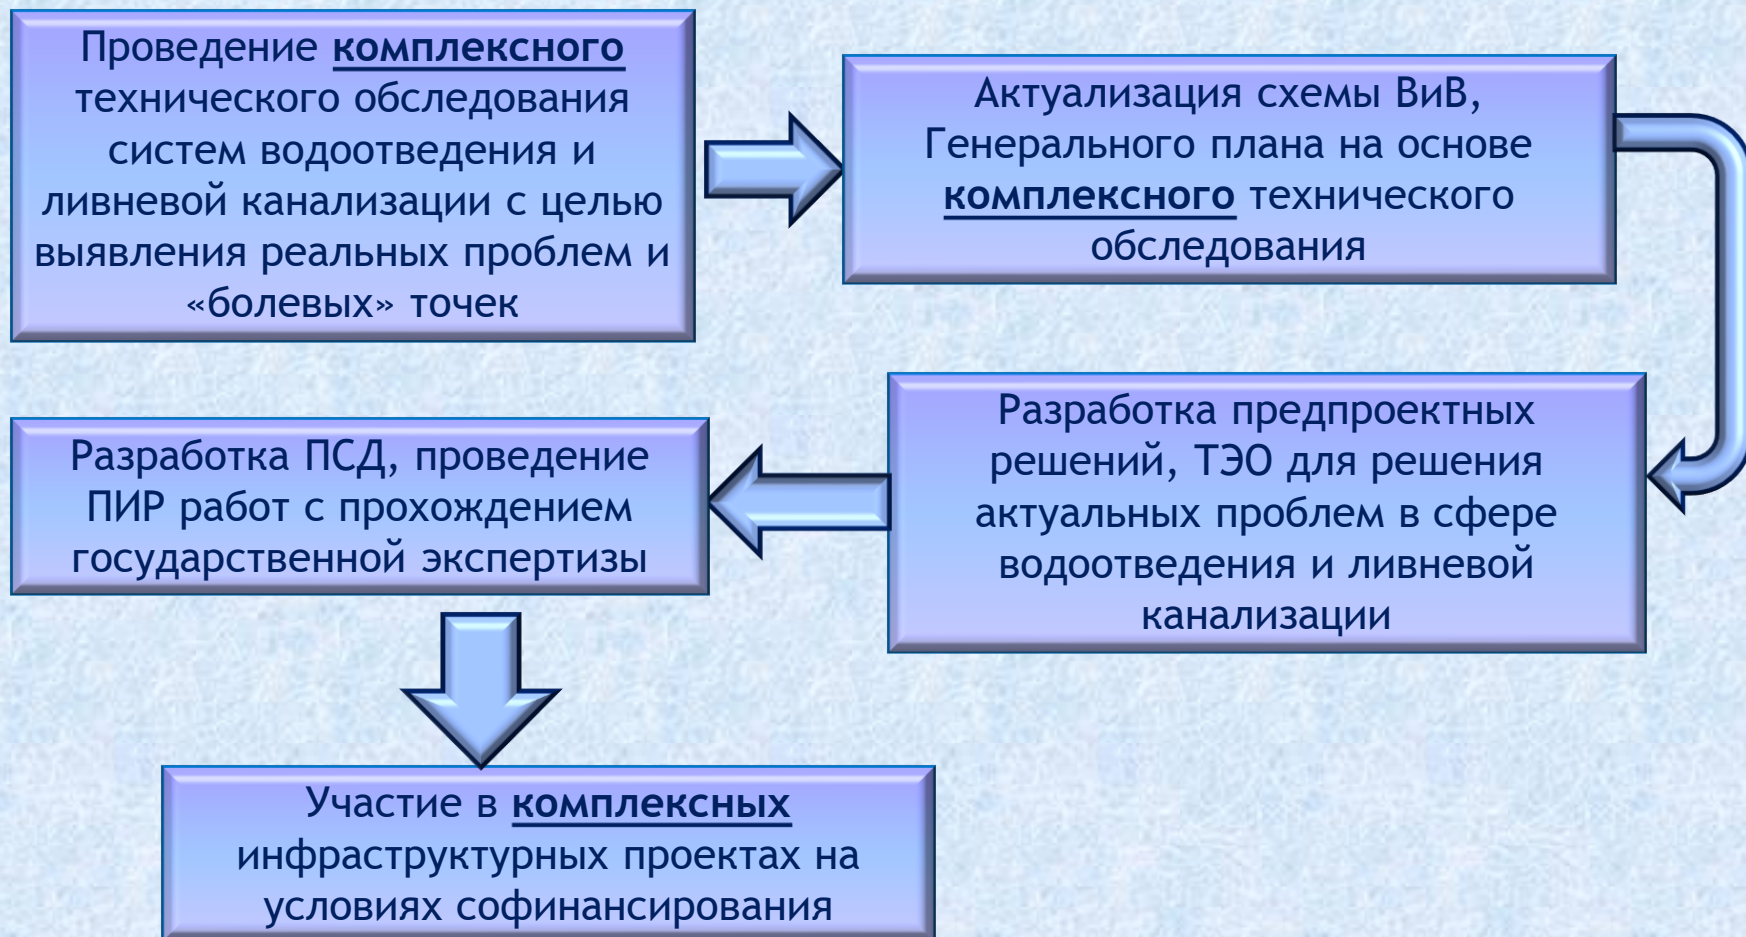 Проведение комплексного
технического обследования
систем водоотведения и
ливневой канализации с целью
выявления реальных проблем и
«болевых» точек
Актуализация схемы ВиВ,
Генерального плана на основе
комплексного технического
обследования
Разработка предпроектных
решений, ТЭО для решения
актуальных проблем в сфере
водоотведения и ливневой
канализации
Разработка ПСД, проведение
ПИР работ с прохождением
государственной экспертизы
Участие в комплексных
инфраструктурных проектах на
условиях софинансирования